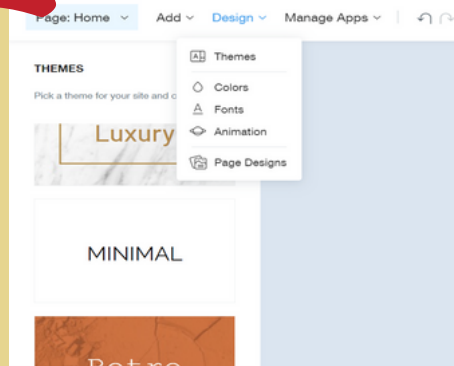 Page: Home Add Design Manage Apps
Themes
THEMES
Colors
Pick a theme for your site and
Fonts
Luxury
Animation
Page Designs
MINIMAL
Retro